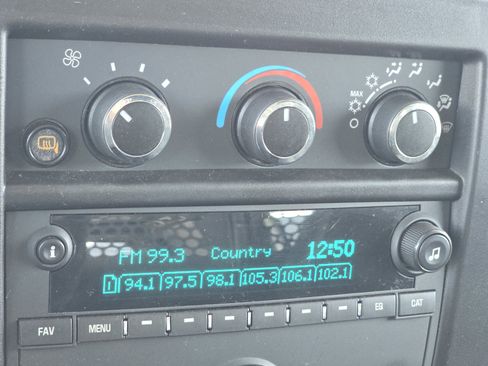 MAX
FM 99.3 Country 12:50
1 94.1 97.5 98.1 105.3 106.1 102.1
i
FAV MENU EQ CAT